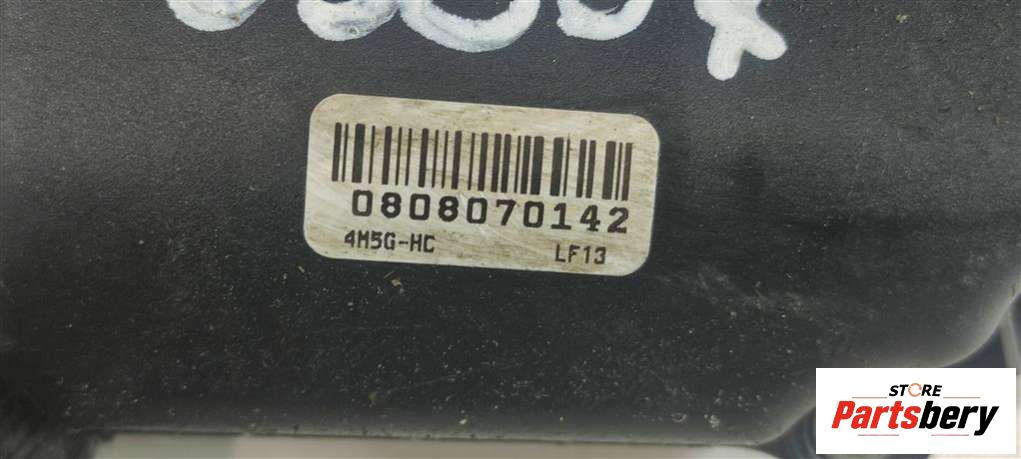 0808070142
4M5G-HC LF13
STORE
Partsbery